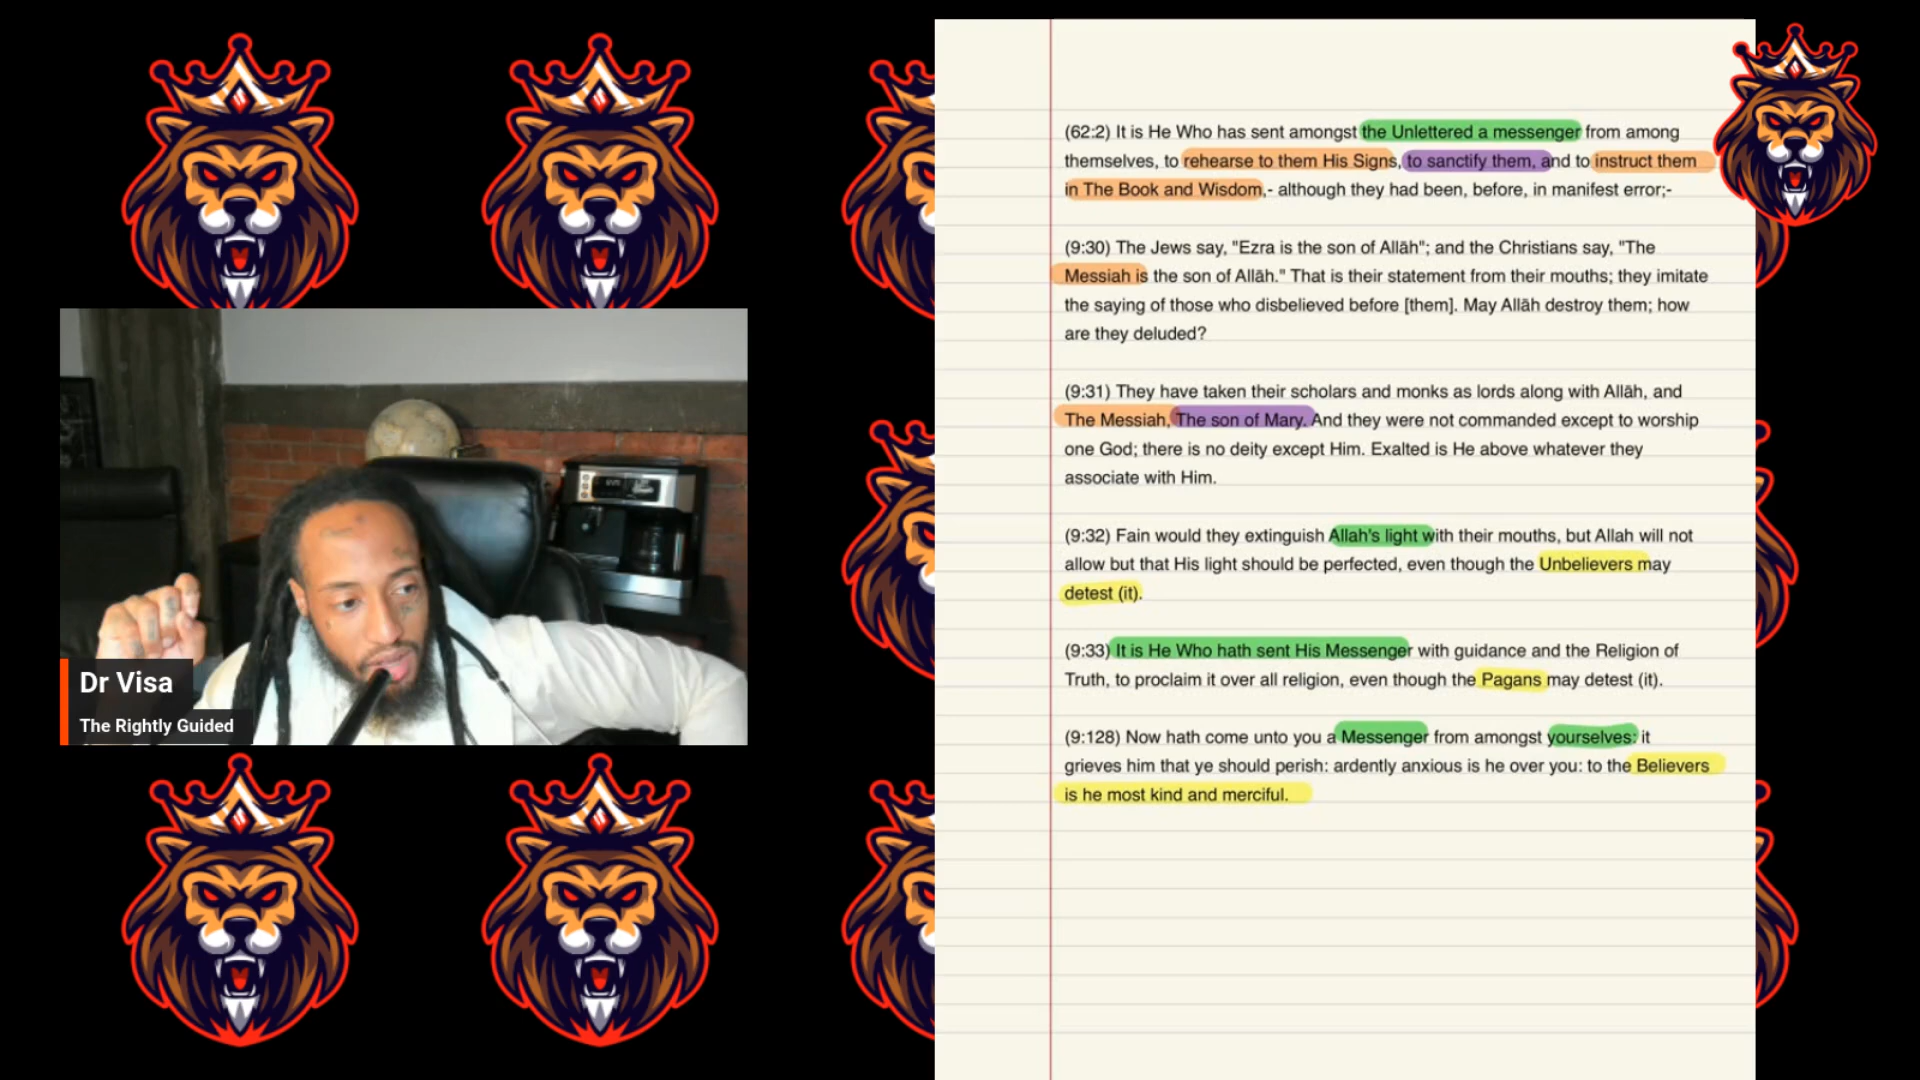 (62:2) It is He Who has sent amongst the Unlettered a messenger from among
themselves, to rehearse to them His Signs, to sanctify them, and to instruct them
in The Book and Wisdom,- although they had been, before, in manifest error;-
(9:30) The Jews say, "Ezra is the son of Allāh"; and the Christians say, "The
Messiah is the son of Allāh." That is their statement from their mouths; they imitate
the saying of those who disbelieved before [them]. May Allāh destroy them; how
are they deluded?
(9:31) They have taken their scholars and monks as lords along with Allāh, and
The Messiah, The son of Mary. And they were not commanded except to worship
one God; there is no deity except Him. Exalted is He above whatever they
associate with Him.
(9:32) Fain would they extinguish Allah's light with their mouths, but Allah will not
allow but that His light should be perfected, even though the Unbelievers may
detest (it).
(9:33) It is He Who hath sent His Messenger with guidance and the Religion of
Truth, to proclaim it over all religion, even though the Pagans may detest (it).
(9:128) Now hath come unto you a Messenger from amongst yourselves: it
grieves him that ye should perish: ardently anxious is he over you: to the Believers
is he most kind and merciful.
Dr Visa
The Rightly Guided